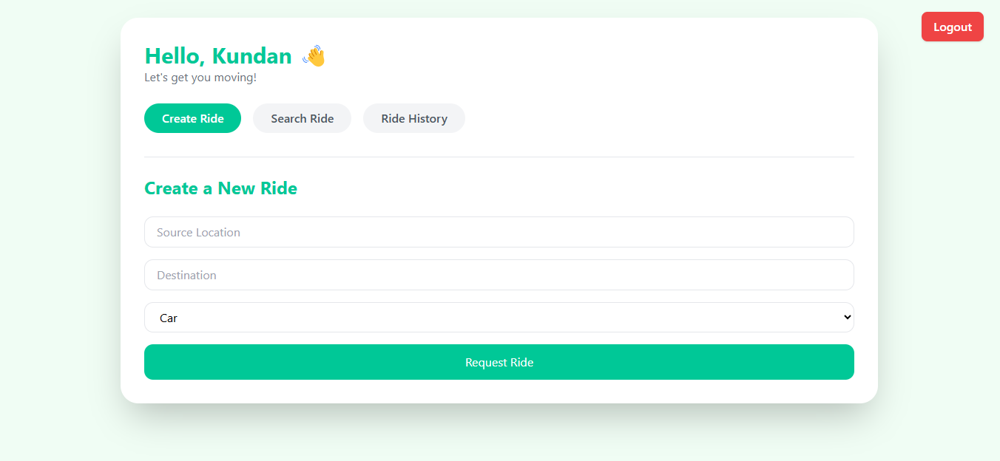 Logout
Hello, Kundan 👋
Let's get you moving!
Create Ride Search Ride Ride History
Create a New Ride
Source Location
Destination
Car
Request Ride